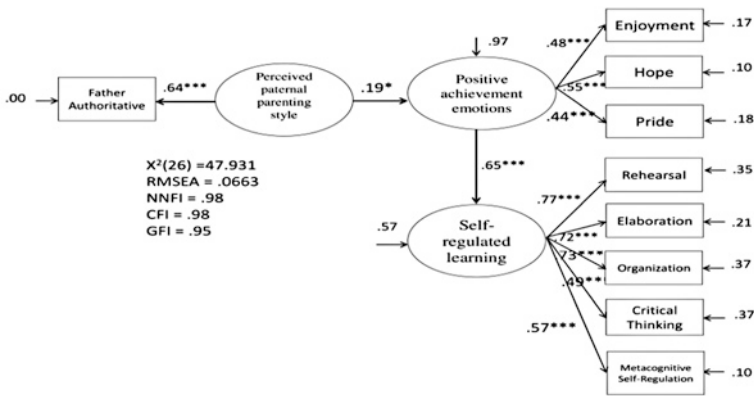 .00
Father
Authoritative
.64***
Perceived
paternal
parenting
style
.19*
.97
Positive
achievement
emotions
.48***
.55***
.44***
Enjoyment
.17
Hope
.10
Pride
.18
X²(26) =47.931
RMSEA = .0663
NNFI = .98
CFI = .98
GFI = .95
.65***
.57
Self-
regulated
learning
.77***
.72***
.73***
.49***
.57***
Rehearsal
.35
Elaboration
.21
Organization
.37
Critical
Thinking
.37
Metacognitive
Self-Regulation
.10